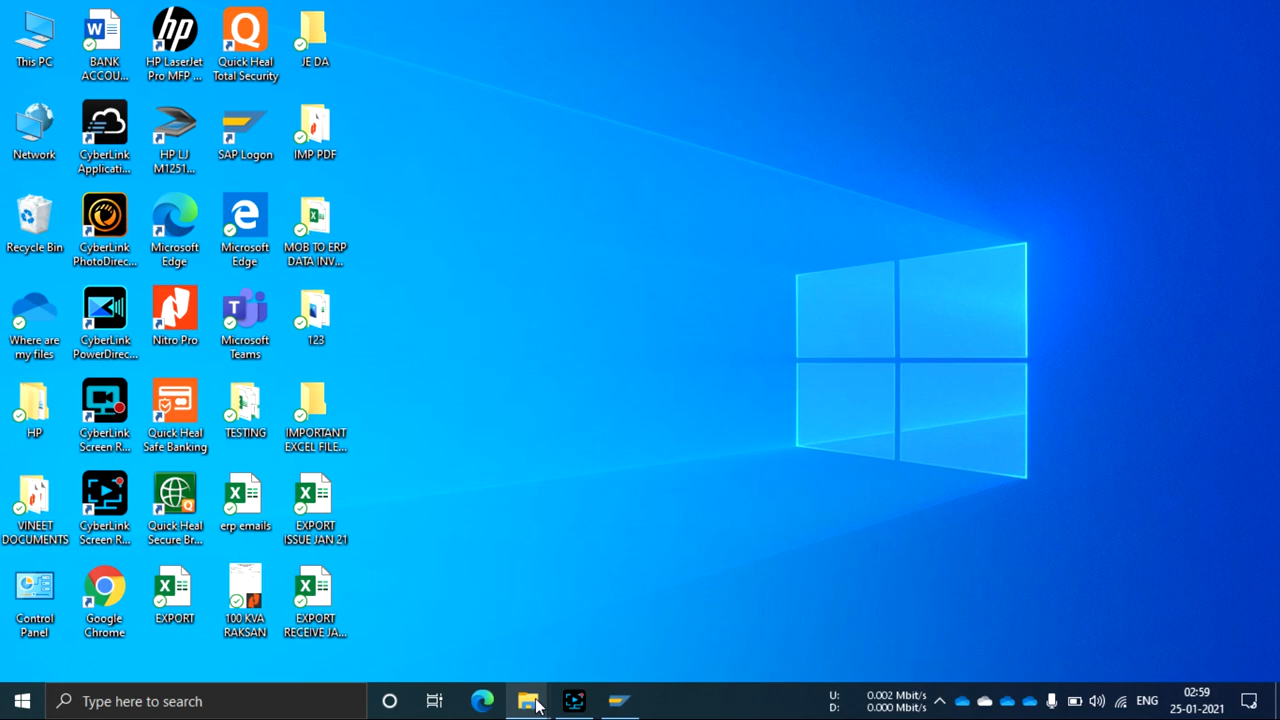 This PC
BANK
ACCOU...
HP LaserJet
Pro MFP ...
Quick Heal
Total Security
JE DA
Network
CyberLink
Applicati...
HP LJ
M1251...
SAP Logon
IMP PDF
Recycle Bin
CyberLink
PhotoDirec...
Microsoft
Edge
Microsoft
Edge
MOB TO ERP
DATA INV...
Where are
my files
CyberLink
PowerDirec...
Nitro Pro
Microsoft
Teams
123
HP
CyberLink
Screen R...
Quick Heal
Safe Banking
TESTING
IMPORTANT
EXCEL FILE...
VINEET
DOCUMENTS
CyberLink
Screen R...
Quick Heal
Secure Br...
erp emails
EXPORT
ISSUE JAN 21
Control
Panel
Google
Chrome
EXPORT
100 KVA
RAKSAN
EXPORT
RECEIVE JA...
Type here to search
U: 0.002 Mbit/s
D: 0.000 Mbit/s
ENG
02:59
25-01-2021